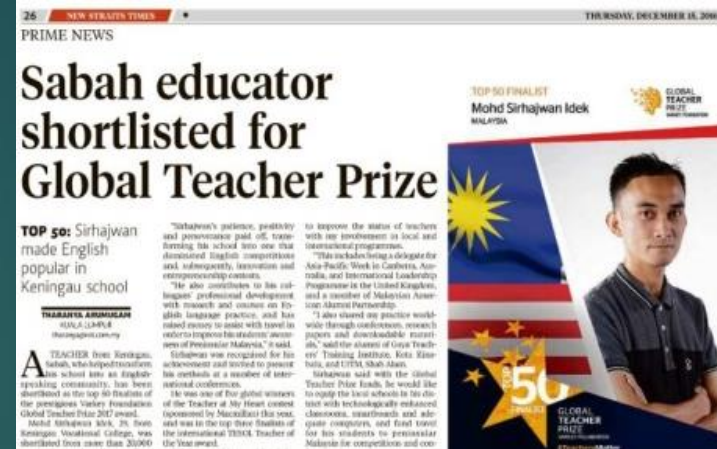 26 NEW STRAITS TIMES
THURSDAY, DECEMBER 15, 2016
PRIME NEWS
Sabah educator
shortlisted for
Global Teacher Prize
TOP 50: Sirhajwan
made English
popular in
Keningau school
THARANYA ARUMUGAM
KUALA LUMPUR
A TEACHER from Keningau,
Sabah, who helped transform
his school into an English-
speaking community, has been
shortlisted as the top 50 finalists of
the prestigious Varkey Foundation
Global Teacher Prize 2017 award.
Mohd Sirhajwan Idek, 29, from
Keningau Vocational College, was
shortlisted from more than 20,000
"Sirhajwan's patience, positivity
and perseverance paid off, trans-
forming his school into one that
dominated English competitions
and, subsequently, innovation and
entrepreneurship contests.
"He also contributes to his col-
leagues' professional development
with research and courses on En-
glish language practice, and has
raised money to assist with travel in
order to improve his students' aware-
ness of Peninsular Malaysia," it said.
Sirhajwan was recognised for his
achievement and invited to present
his methods at a number of inter-
national conferences.
He was one of five global winners
of the Teacher at My Heart contest
(sponsored by Macmillan) this year,
and was in the top three finalists of
the international TESOL Teacher of
the Year award.
to improve the status of teachers
with my involvement in local and
international programmes.
"This includes being a delegate for
Asia-Pacific Week in Canberra, Aus-
tralia, and International Leadership
Programme in the United Kingdom,
and a member of Malaysian Amer-
ican Alumni Partnership.
"I also shared my practice world-
wide through conferences, research
papers and downloadable materi-
als," said the alumni of Gaya Teach-
ers' Training Institute, Kota Kina-
balu, and UiTM, Shah Alam.
Sirhajwan said with the Global
Teacher Prize funds, he would like
to equip the local schools in his dis-
trict with technologically enhanced
classrooms, smartboards and ade-
quate computers, and fund travel
for his students to peninsular
Malaysia for competitions and con-
TOP 50 FINALIST
Mohd Sirhajwan Idek
MALAYSIA
GLOBAL
TEACHER
PRIZE
VARKEY FOUNDATION
TOP
50
FINALIST
GLOBAL
TEACHER
PRIZE
VARKEY FOUNDATION
#TeachersMatter